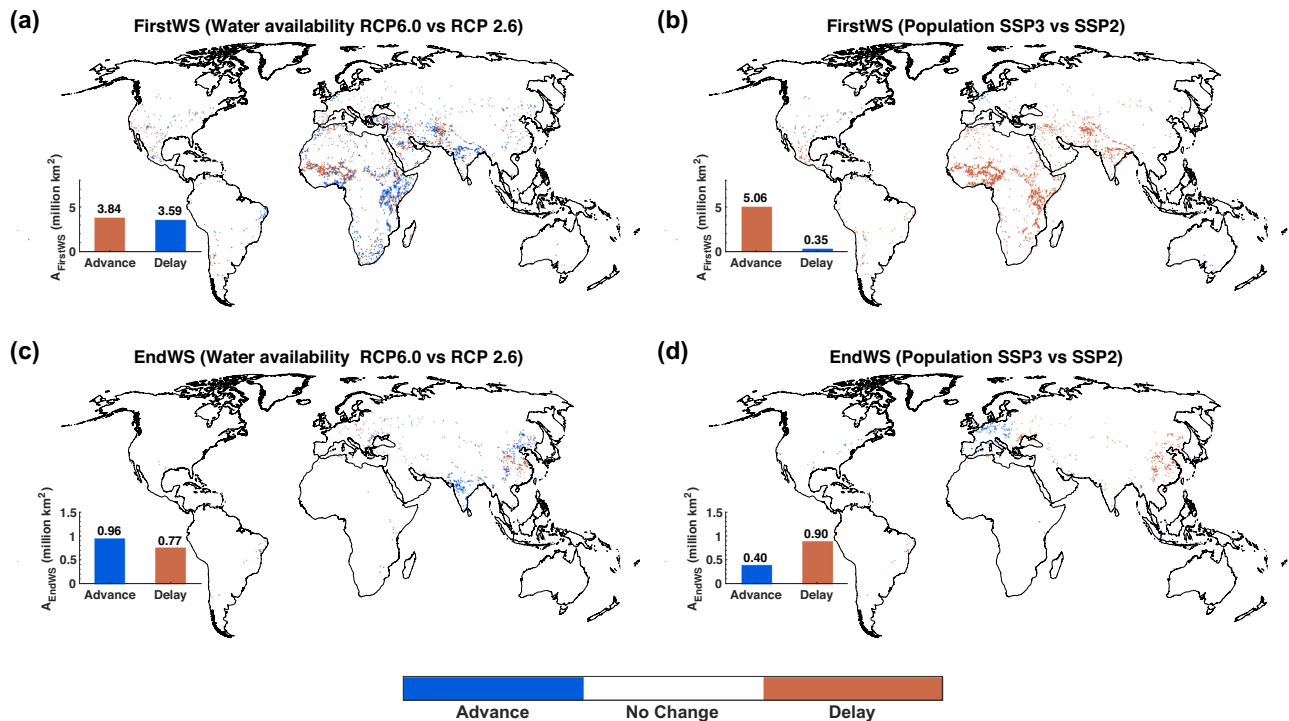 (a)
FirstWS (Water availability RCP6.0 vs RCP 2.6)
A_FirstWS (million km²)
5
0
3.84
3.59
Advance
Delay
(b)
FirstWS (Population SSP3 vs SSP2)
A_FirstWS (million km²)
5
0
5.06
0.35
Advance
Delay
(c)
EndWS (Water availability RCP6.0 vs RCP 2.6)
A_EndWS (million km²)
1.5
1
0.5
0
0.96
0.77
Advance
Delay
(d)
EndWS (Population SSP3 vs SSP2)
A_EndWS (million km²)
1.5
1
0.5
0
0.40
0.90
Advance
Delay
Advance
No Change
Delay